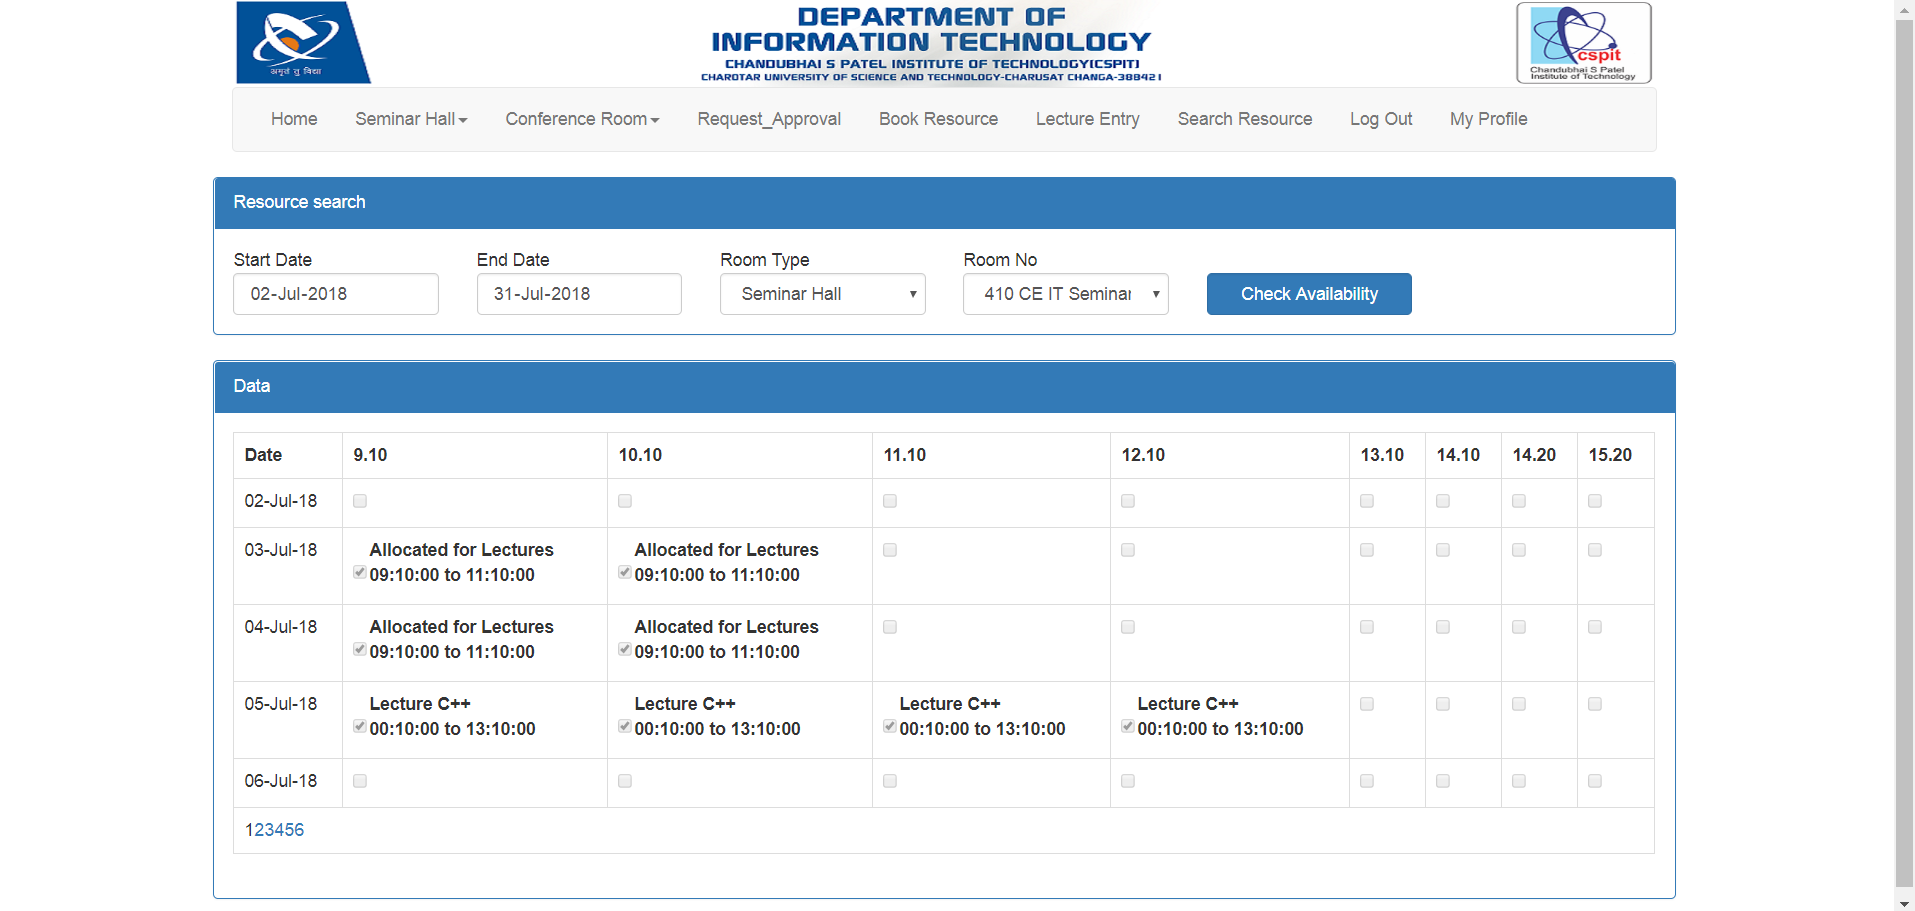 अमृतं तु विद्या
DEPARTMENT OF
INFORMATION TECHNOLOGY
CHANDUBHAI S PATEL INSTITUTE OF TECHNOLOGY(CSPIT)
CHAROTAR UNIVERSITY OF SCIENCE AND TECHNOLOGY-CHARUSAT CHANGA-388421
cspit
Chandubhai S Patel
Institute of Technology
Home Seminar Hall Conference Room Request_Approval Book Resource Lecture Entry Search Resource Log Out My Profile
Resource search
Start Date End Date Room Type Room No
02-Jul-2018 31-Jul-2018 Seminar Hall 410 CE IT Seminar Check Availability
Data
Date 9.10 10.10 11.10 12.10 13.10 14.10 14.20 15.20
02-Jul-18
03-Jul-18 Allocated for Lectures Allocated for Lectures
09:10:00 to 11:10:00 09:10:00 to 11:10:00
04-Jul-18 Allocated for Lectures Allocated for Lectures
09:10:00 to 11:10:00 09:10:00 to 11:10:00
05-Jul-18 Lecture C++ Lecture C++ Lecture C++ Lecture C++
00:10:00 to 13:10:00 00:10:00 to 13:10:00 00:10:00 to 13:10:00 00:10:00 to 13:10:00
06-Jul-18
123456